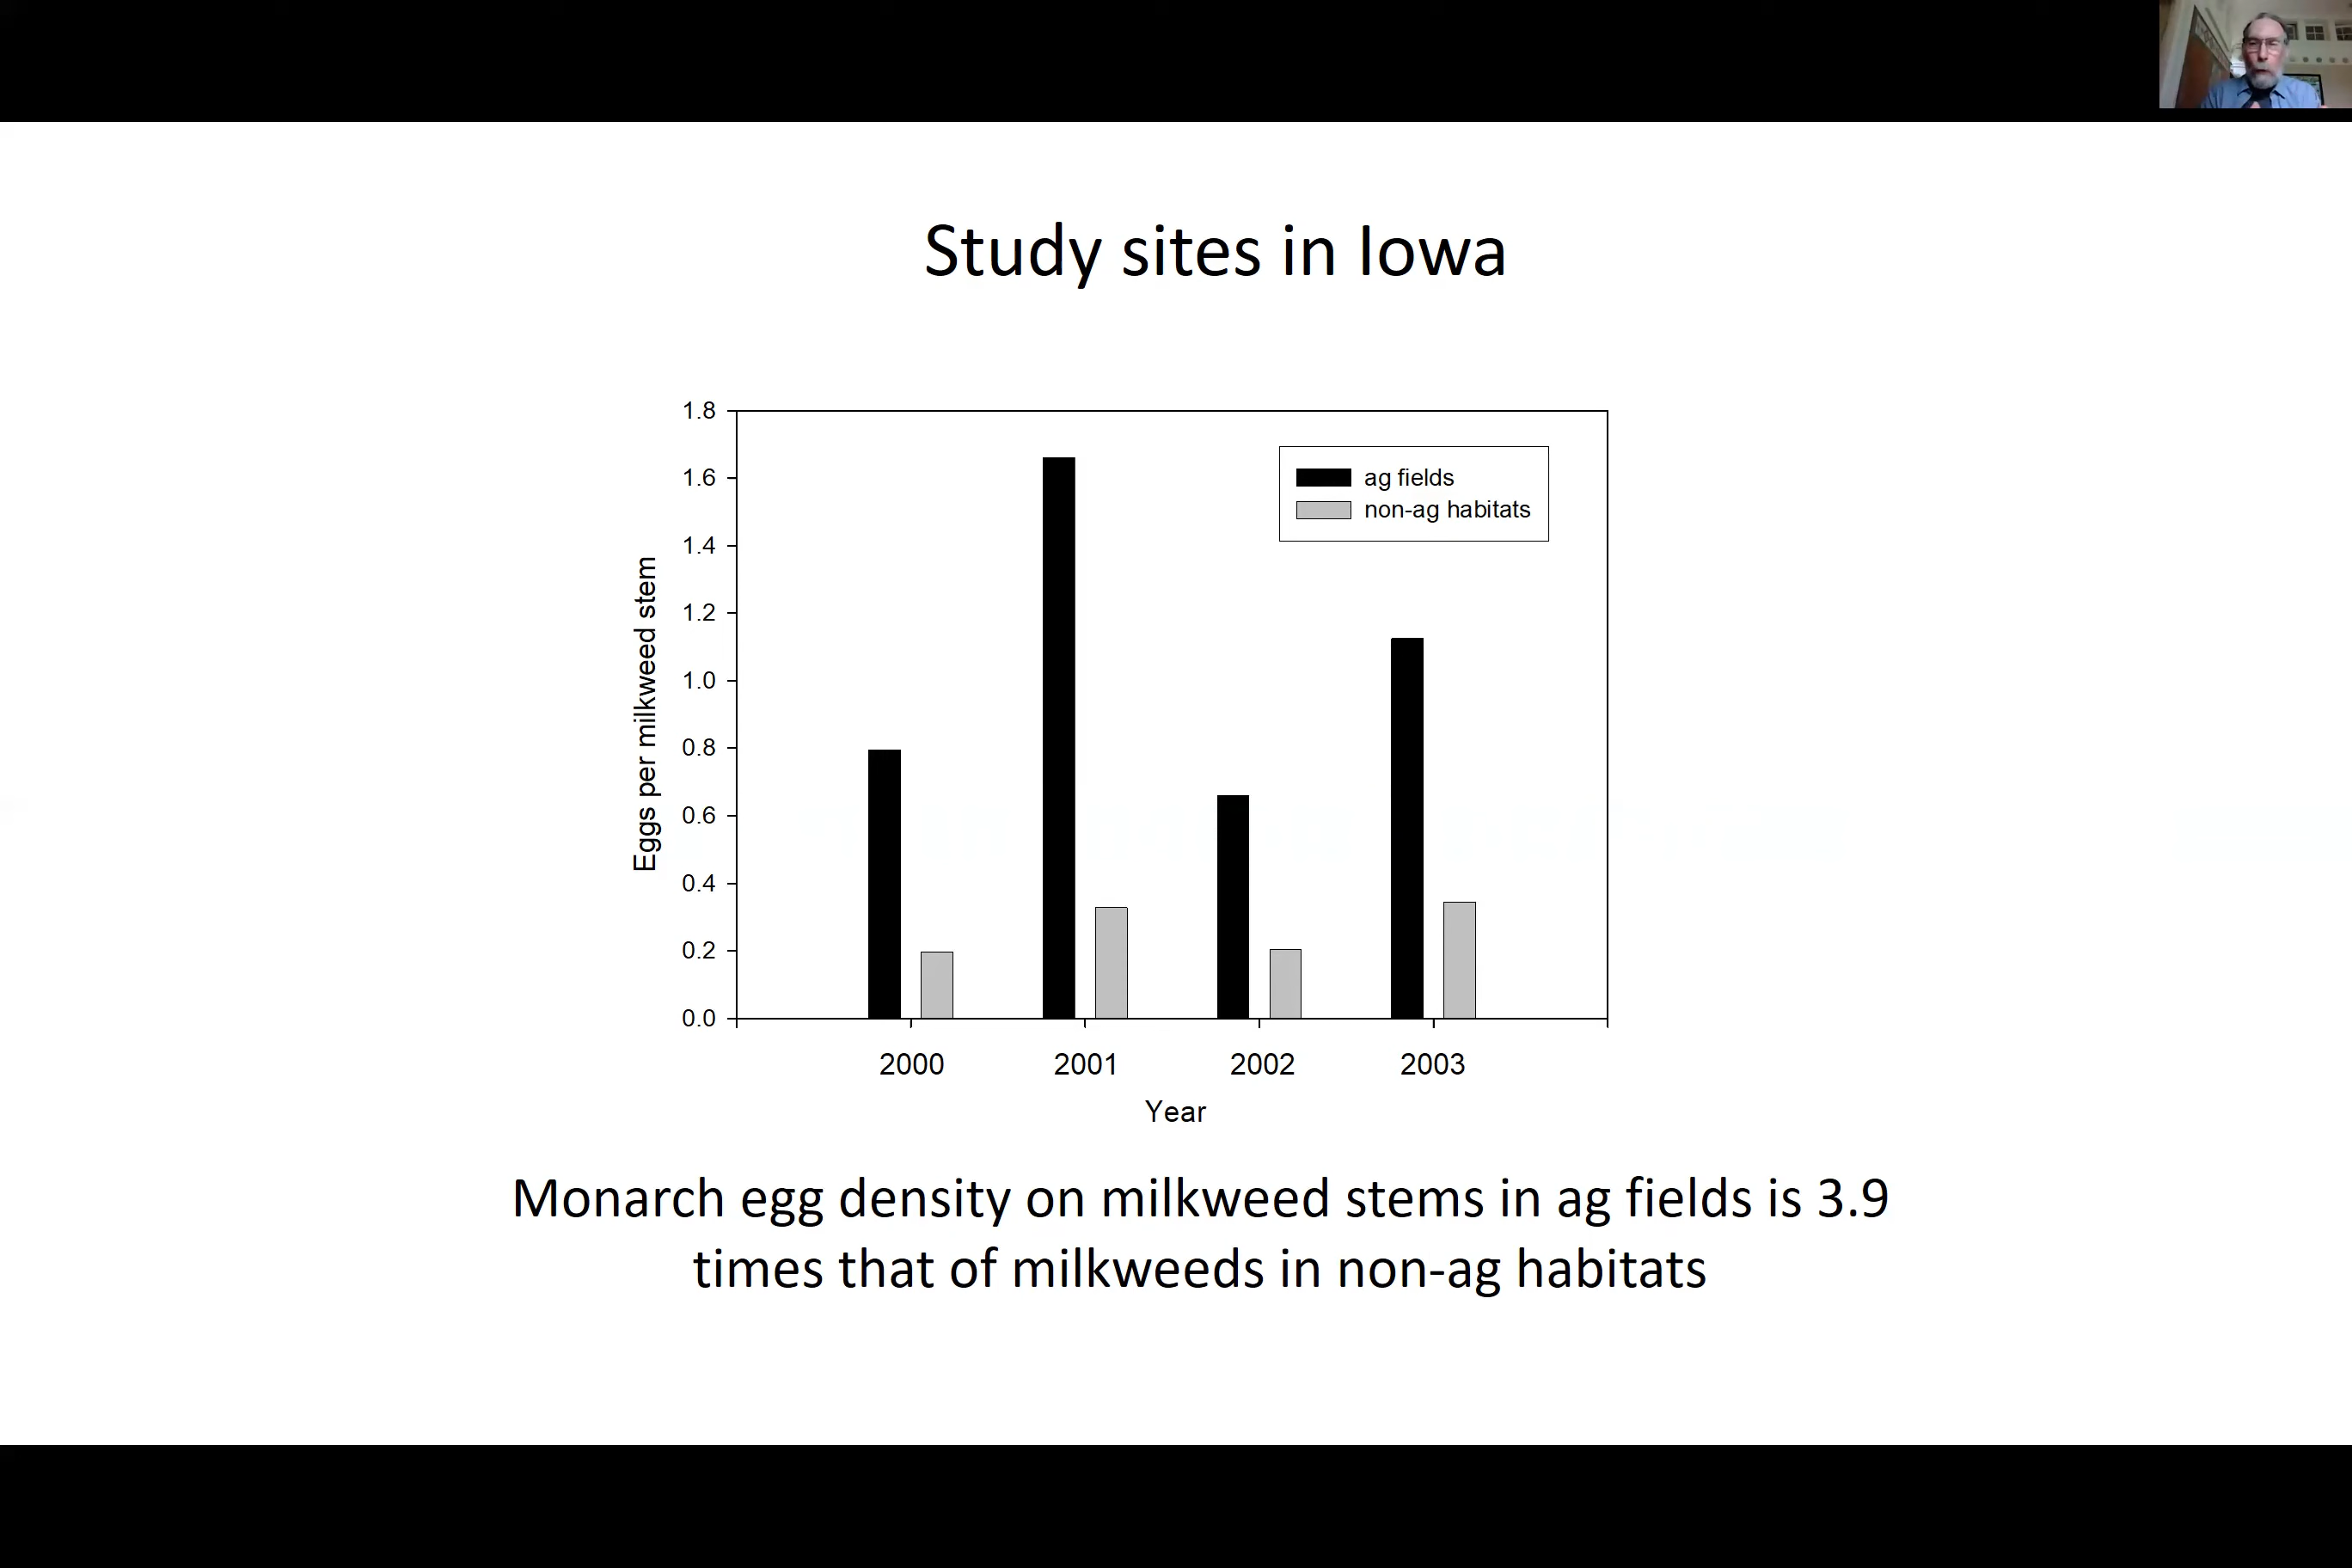 Study sites in Iowa
1.8
1.6
1.4
1.2
1.0
0.8
0.6
0.4
0.2
0.0
Eggs per milkweed stem
ag fields
non-ag habitats
2000 2001 2002 2003
Year
Monarch egg density on milkweed stems in ag fields is 3.9
times that of milkweeds in non-ag habitats